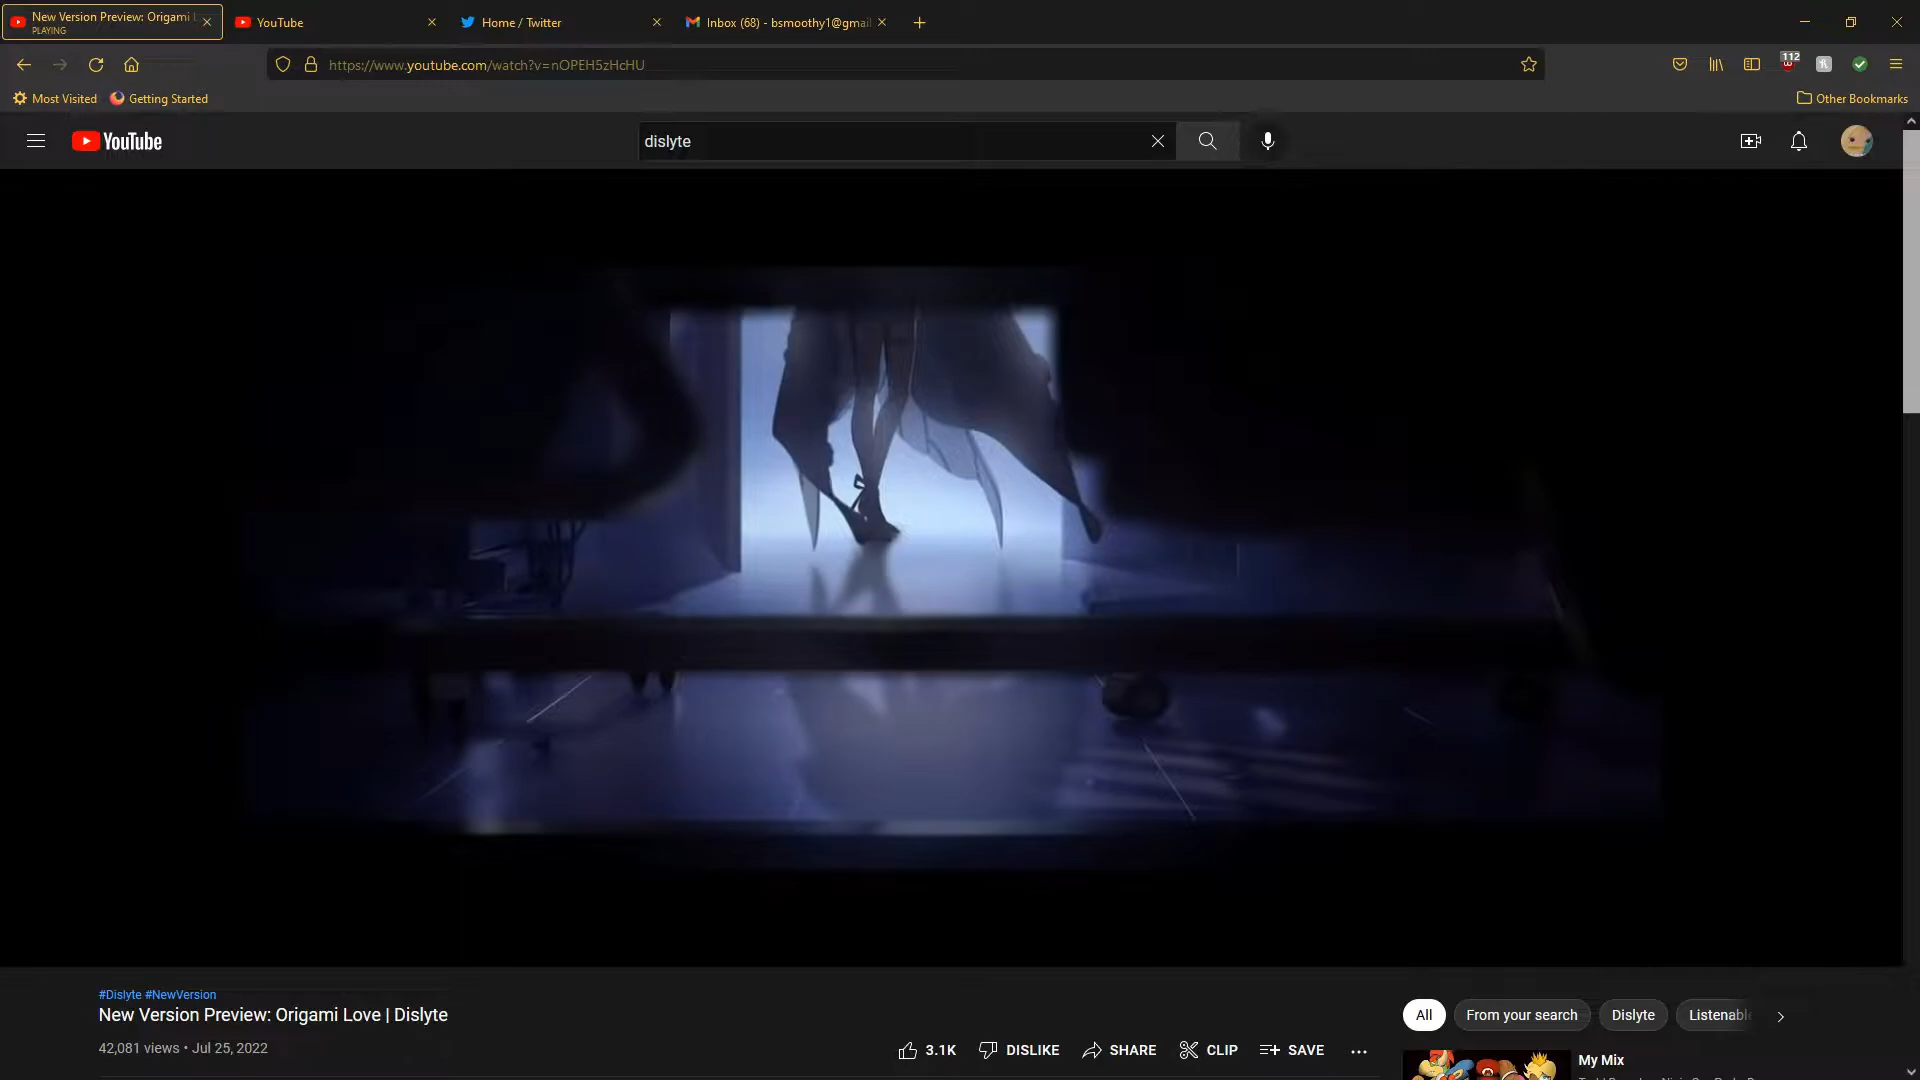 New Version Preview: Origami L
PLAYING
YouTube
Home / Twitter
Inbox (68) - bsmoothy1@gmai
https://www.youtube.com/watch?v=nOPEH5zHcHU
112
Most Visited
Getting Started
Other Bookmarks
YouTube
dislyte
#Dislyte #NewVersion
New Version Preview: Origami Love | Dislyte
42,081 views • Jul 25, 2022
3.1K
DISLIKE
SHARE
CLIP
SAVE
All
From your search
Dislyte
Listenable
My Mix